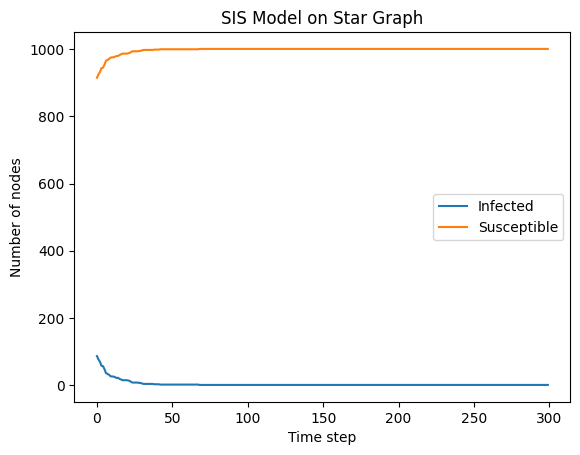 SIS Model on Star Graph
Number of nodes
1000
800
600
400
200
0
Infected
Susceptible
0 50 100 150 200 250 300
Time step